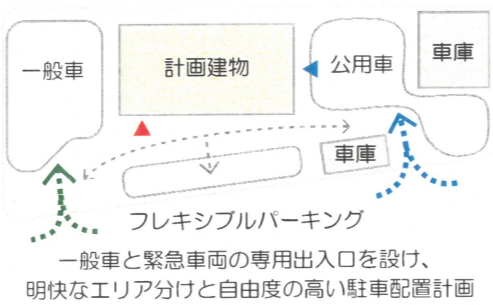 一般車
計画建物
公用車
車庫
車庫
フレキシブルパーキング
一般車と緊急車両の専用出入口を設け、
明快なエリア分けと自由度の高い駐車配置計画